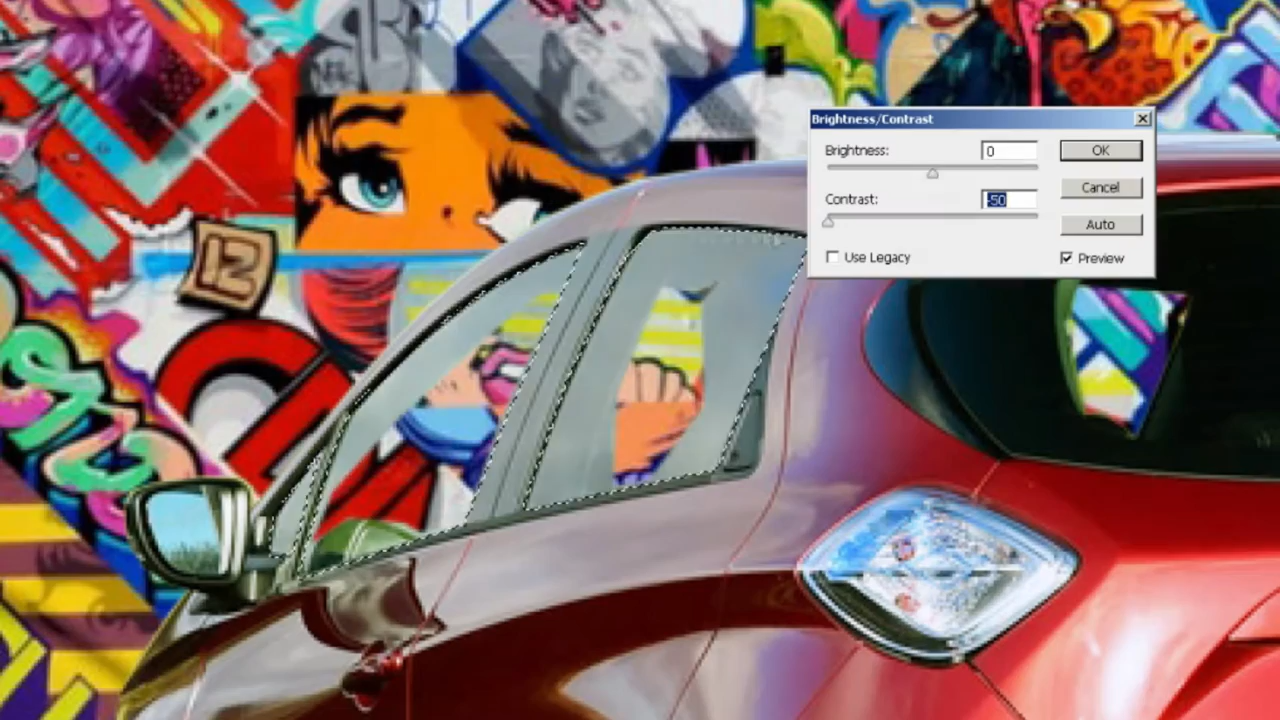 Brightness/Contrast
Brightness:
0
OK
Contrast:
-50
Cancel
Auto
Use Legacy
Preview
12